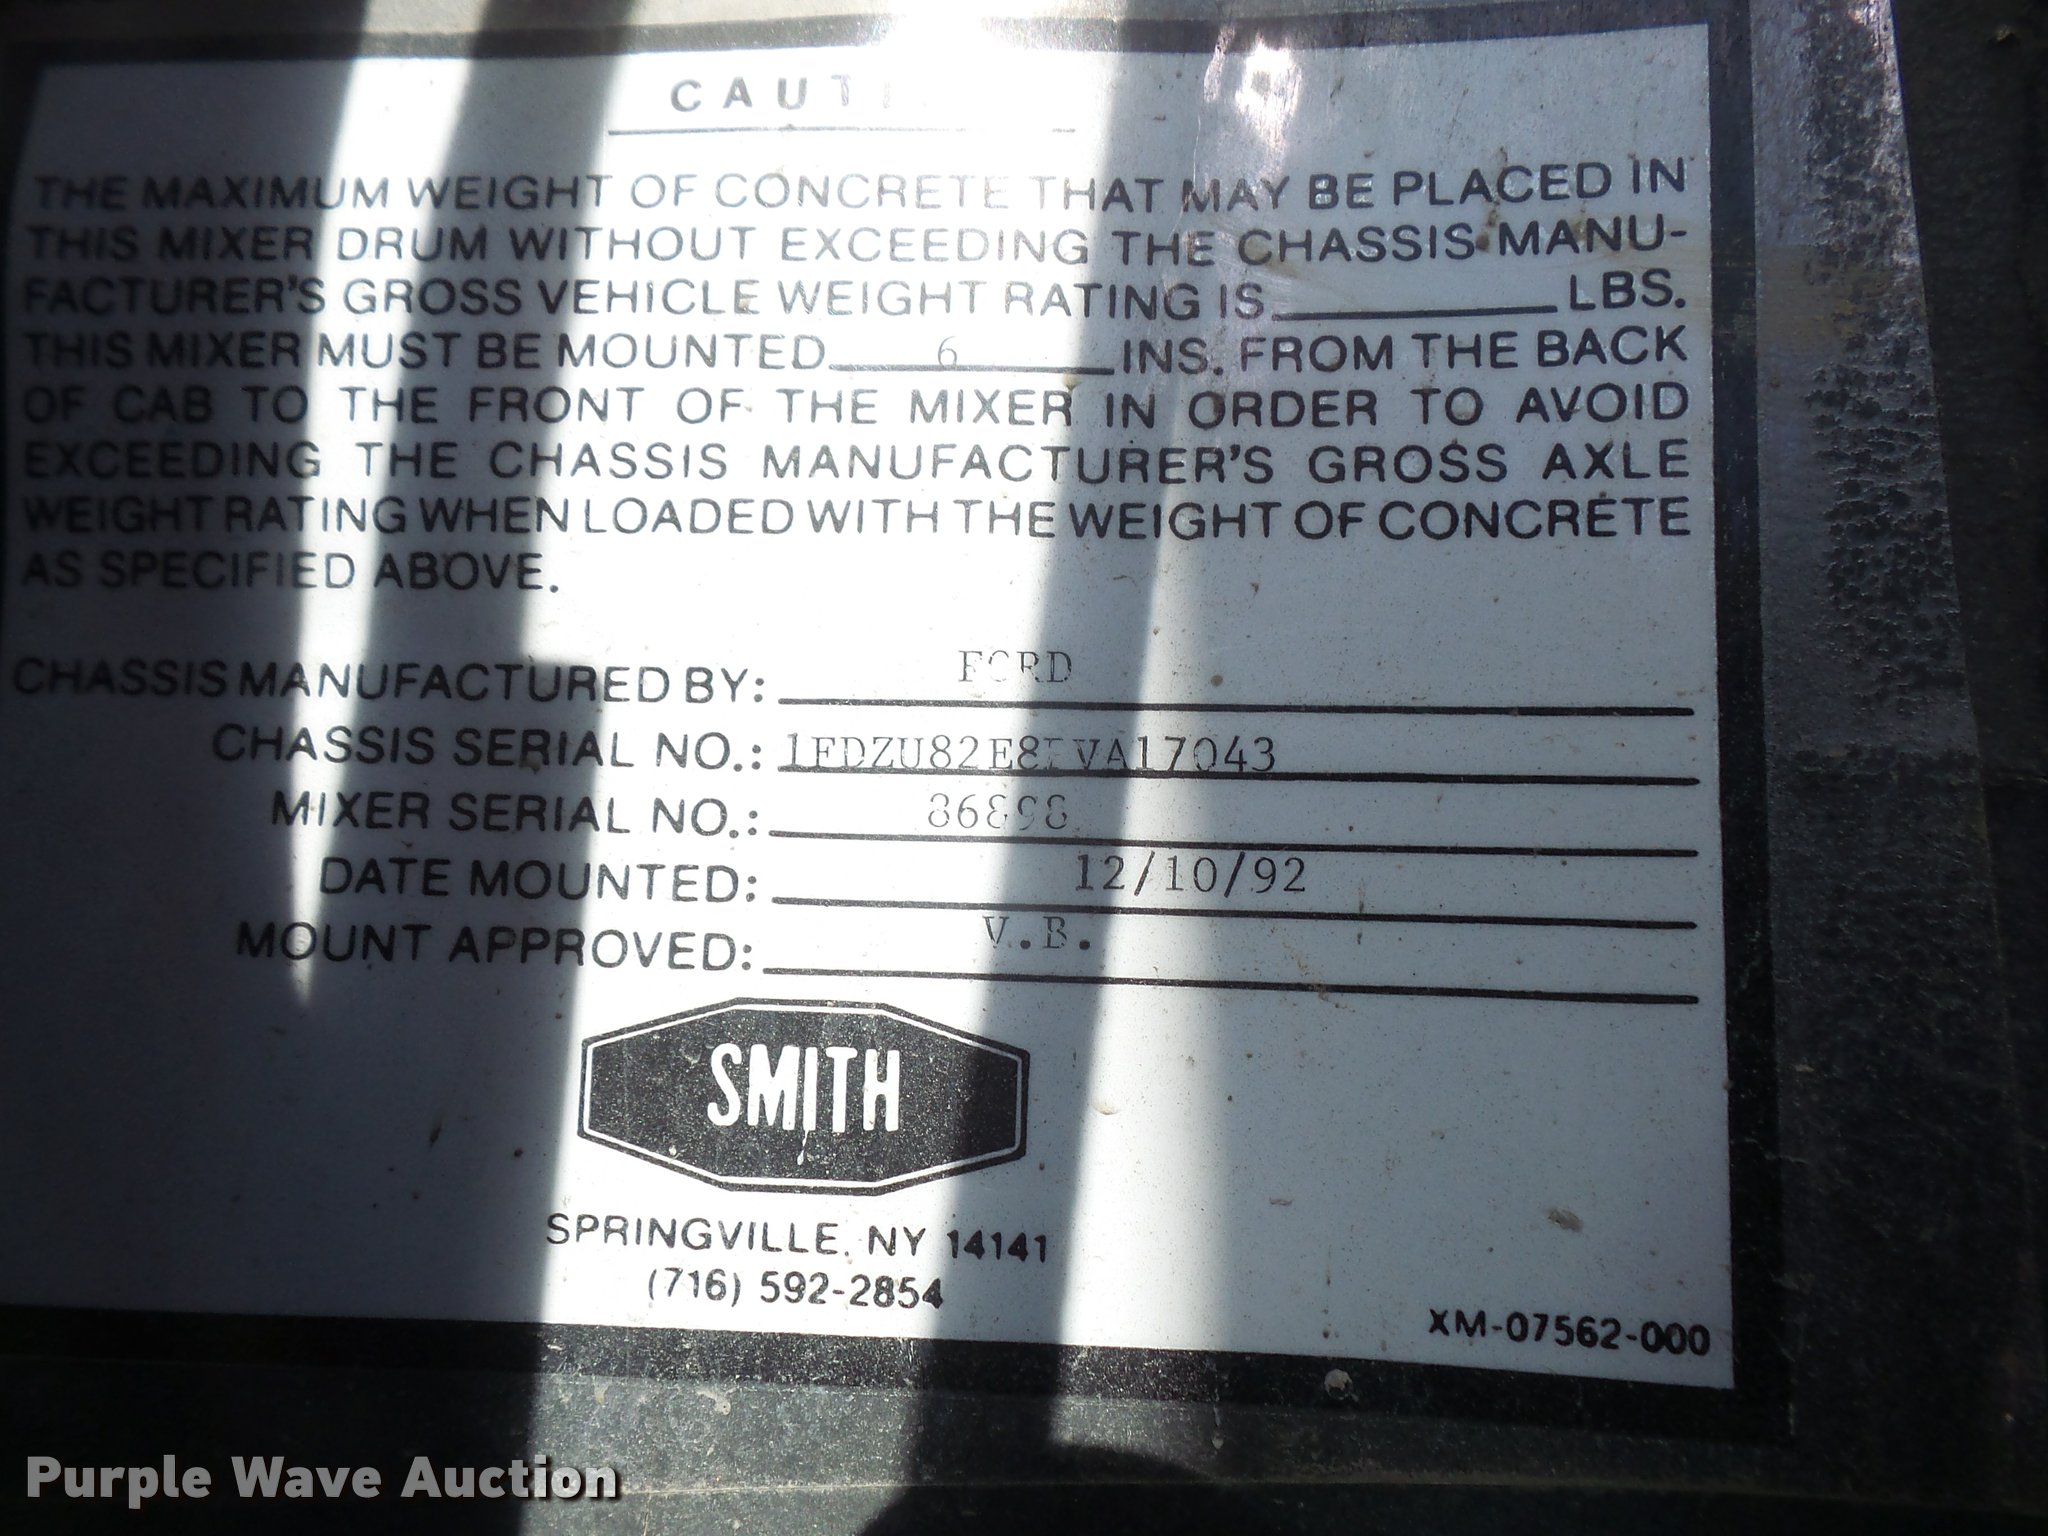 CAUTI
THE MAXIMUM WEIGHT OF CONCRETE THAT MAY BE PLACED IN
THIS MIXER DRUM WITHOUT EXCEEDING THE CHASSIS MANU-
FACTURER'S GROSS VEHICLE WEIGHT RATING IS LBS.
THIS MIXER MUST BE MOUNTED 6 INS. FROM THE BACK
OF CAB TO THE FRONT OF THE MIXER IN ORDER TO AVOID
EXCEEDING THE CHASSIS MANUFACTURER'S GROSS AXLE
WEIGHT RATING WHEN LOADED WITH THE WEIGHT OF CONCRETE
AS SPECIFIED ABOVE.
CHASSIS MANUFACTURED BY: FORD
CHASSIS SERIAL NO.:
MIXER SERIAL NO.: 86898
DATE MOUNTED: 12/10/92
MOUNT APPROVED: V.B.
SMITH
SPRINGVILLE, NY 14141
(716) 592-2854
XM-07562-000
Purple Wave Auction